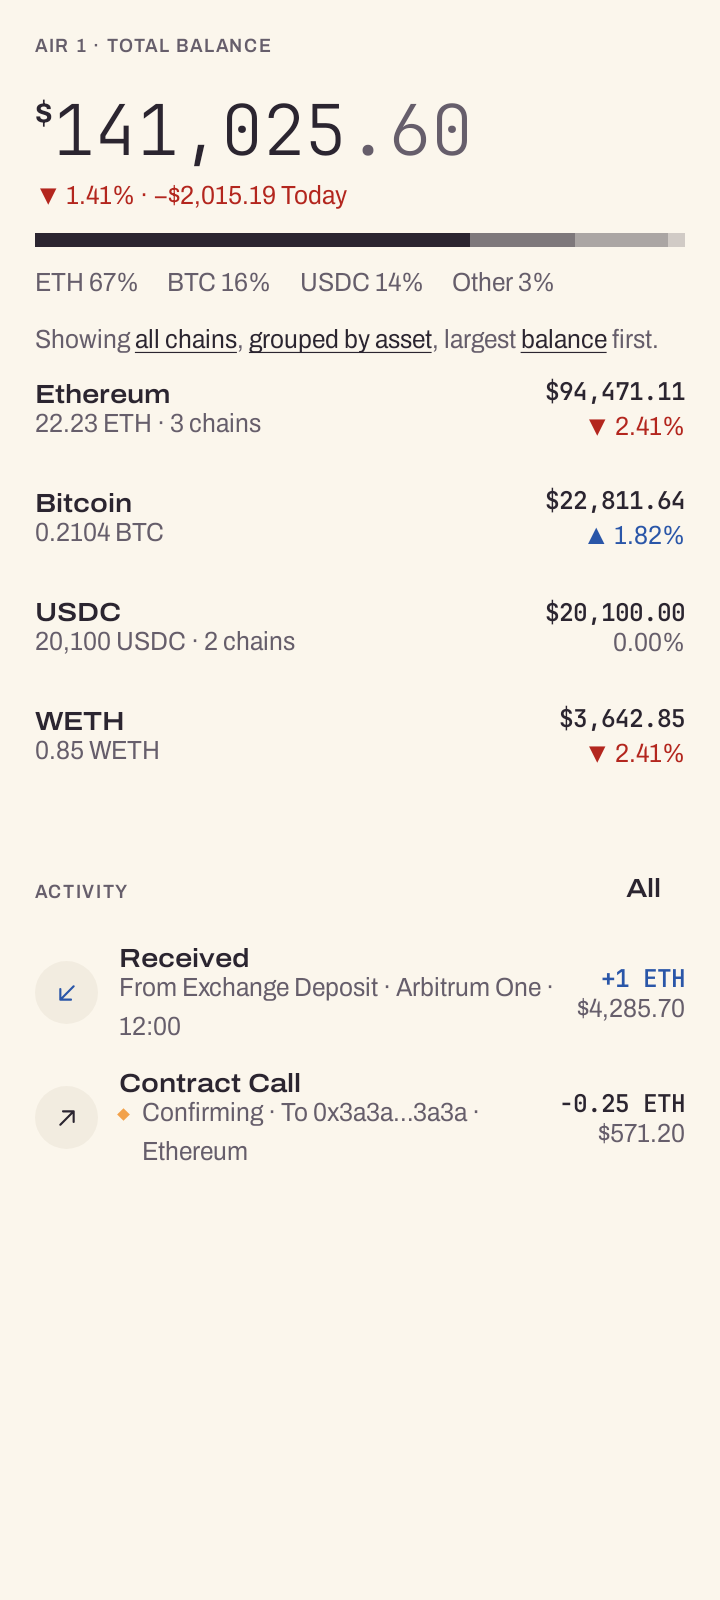 AIR 1 · TOTAL BALANCE
$141,025.60
▼ 1.41% · −$2,015.19 Today
ETH 67% BTC 16% USDC 14% Other 3%
Showing all chains, grouped by asset, largest balance first.
Ethereum $94,471.11
22.23 ETH · 3 chains ▼ 2.41%
Bitcoin $22,811.64
0.2104 BTC ▲ 1.82%
USDC $20,100.00
20,100 USDC · 2 chains 0.00%
WETH $3,642.85
0.85 WETH ▼ 2.41%
ACTIVITY All
Received
From Exchange Deposit · Arbitrum One · +1 ETH
12:00 $4,285.70
Contract Call
Confirming · To 0x3a3a…3a3a · -0.25 ETH
Ethereum $571.20